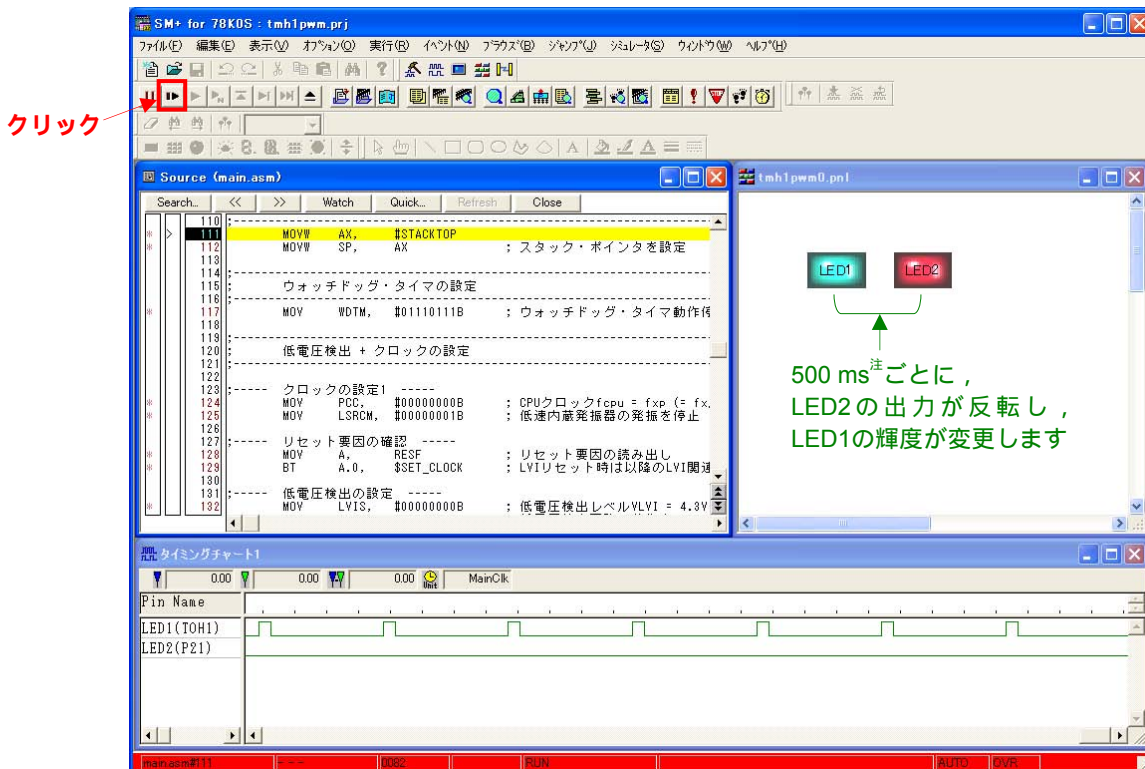 SM+ for 78K0S : tmh1pwm.prj
ファイル(F) 編集(E) 表示(V) オプション(O) 実行(R) イベント(N) ブラウズ(B) ジャンプ(J) シミュレータ(S) ウィンドウ(W) ヘルプ(H)
クリック
Source (main.asm)
Search... << >> Watch Quick... Refresh Close
110 ;--------------------------------------------------------------
111 MOVW AX, #STACKTOP
112 MOVW SP, AX ; スタック・ポインタを設定
113
114 ;--------------------------------------------------------------
115 ; ウォッチドッグ・タイマの設定
116 ;--------------------------------------------------------------
117 MOV WDTM, #01110111B ; ウォッチドッグ・タイマ動作停
118
119 ;--------------------------------------------------------------
120 ; 低電圧検出 + クロックの設定
121 ;--------------------------------------------------------------
122
123 ;----- クロックの設定1 -----
124 MOV PCC, #00000000B ; CPUクロックfcpu = fxp (= fx
125 MOV LSRCM, #00000001B ; 低速内蔵発振器の発振を停止
126
127 ;----- リセット要因の確認 -----
128 MOV A, RESF ; リセット要因の読み出し
129 BT A.0, $SET_CLOCK ; LVIリセット時は以降のLVI関連
130
131 ;----- 低電圧検出の設定 -----
132 MOV LVIS, #00000000B ; 低電圧検出レベルVLVI = 4.3V
tmh1pwm0.pnl
LED1 LED2
500 ms注ごとに，
LED2の出力が反転し，
LED1の輝度が変更します
タイミングチャート1
0.00 0.00 0.00 Unit MainClk
Pin Name
LED1(TOH1)
LED2(P21)
main.asm#111 - - - 0082 RUN AUTO OVR